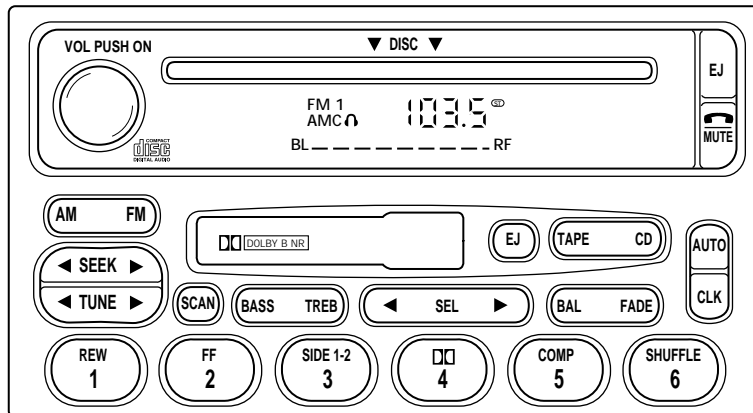 VOL PUSH ON
▼ DISC ▼
EJ
FM 1 103.5 ST
AMC
MUTE
COMPACT
disc
DIGITAL AUDIO
BL RF
AM FM
DOLBY B NR
EJ
TAPE CD
AUTO
◀ SEEK ▶
◀ TUNE ▶
SCAN
BASS TREB
◀ SEL ▶
BAL FADE
CLK
REW
1
FF
2
SIDE 1-2
3
4
COMP
5
SHUFFLE
6